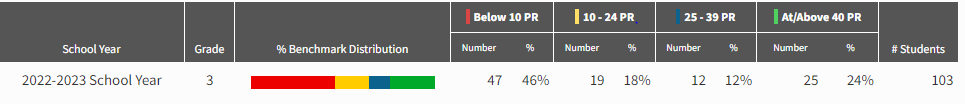 Below 10 PR 10 - 24 PR 25 - 39 PR At/Above 40 PR
School Year Grade % Benchmark Distribution Number % Number % Number % Number % # Students
2022-2023 School Year 3 47 46% 19 18% 12 12% 25 24% 103